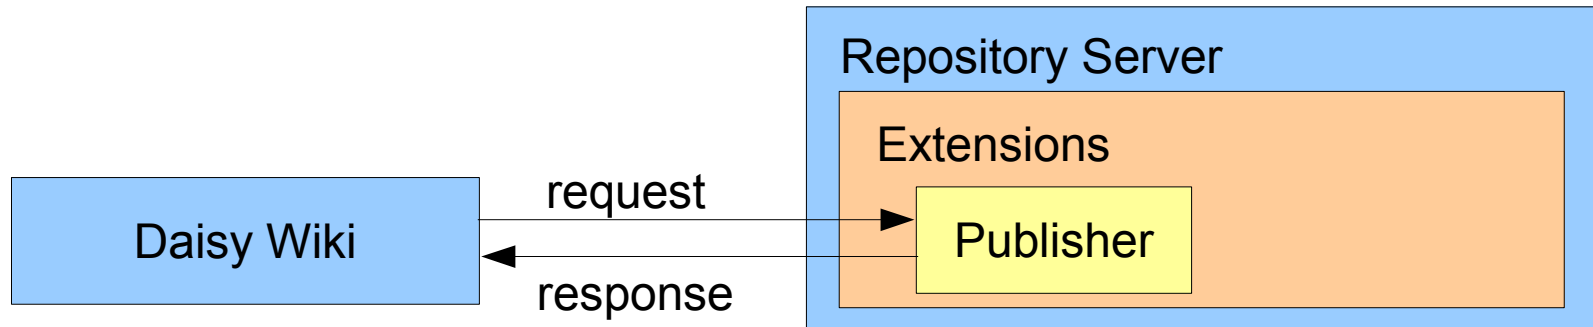 Repository Server
Extensions
request
Daisy Wiki
Publisher
response